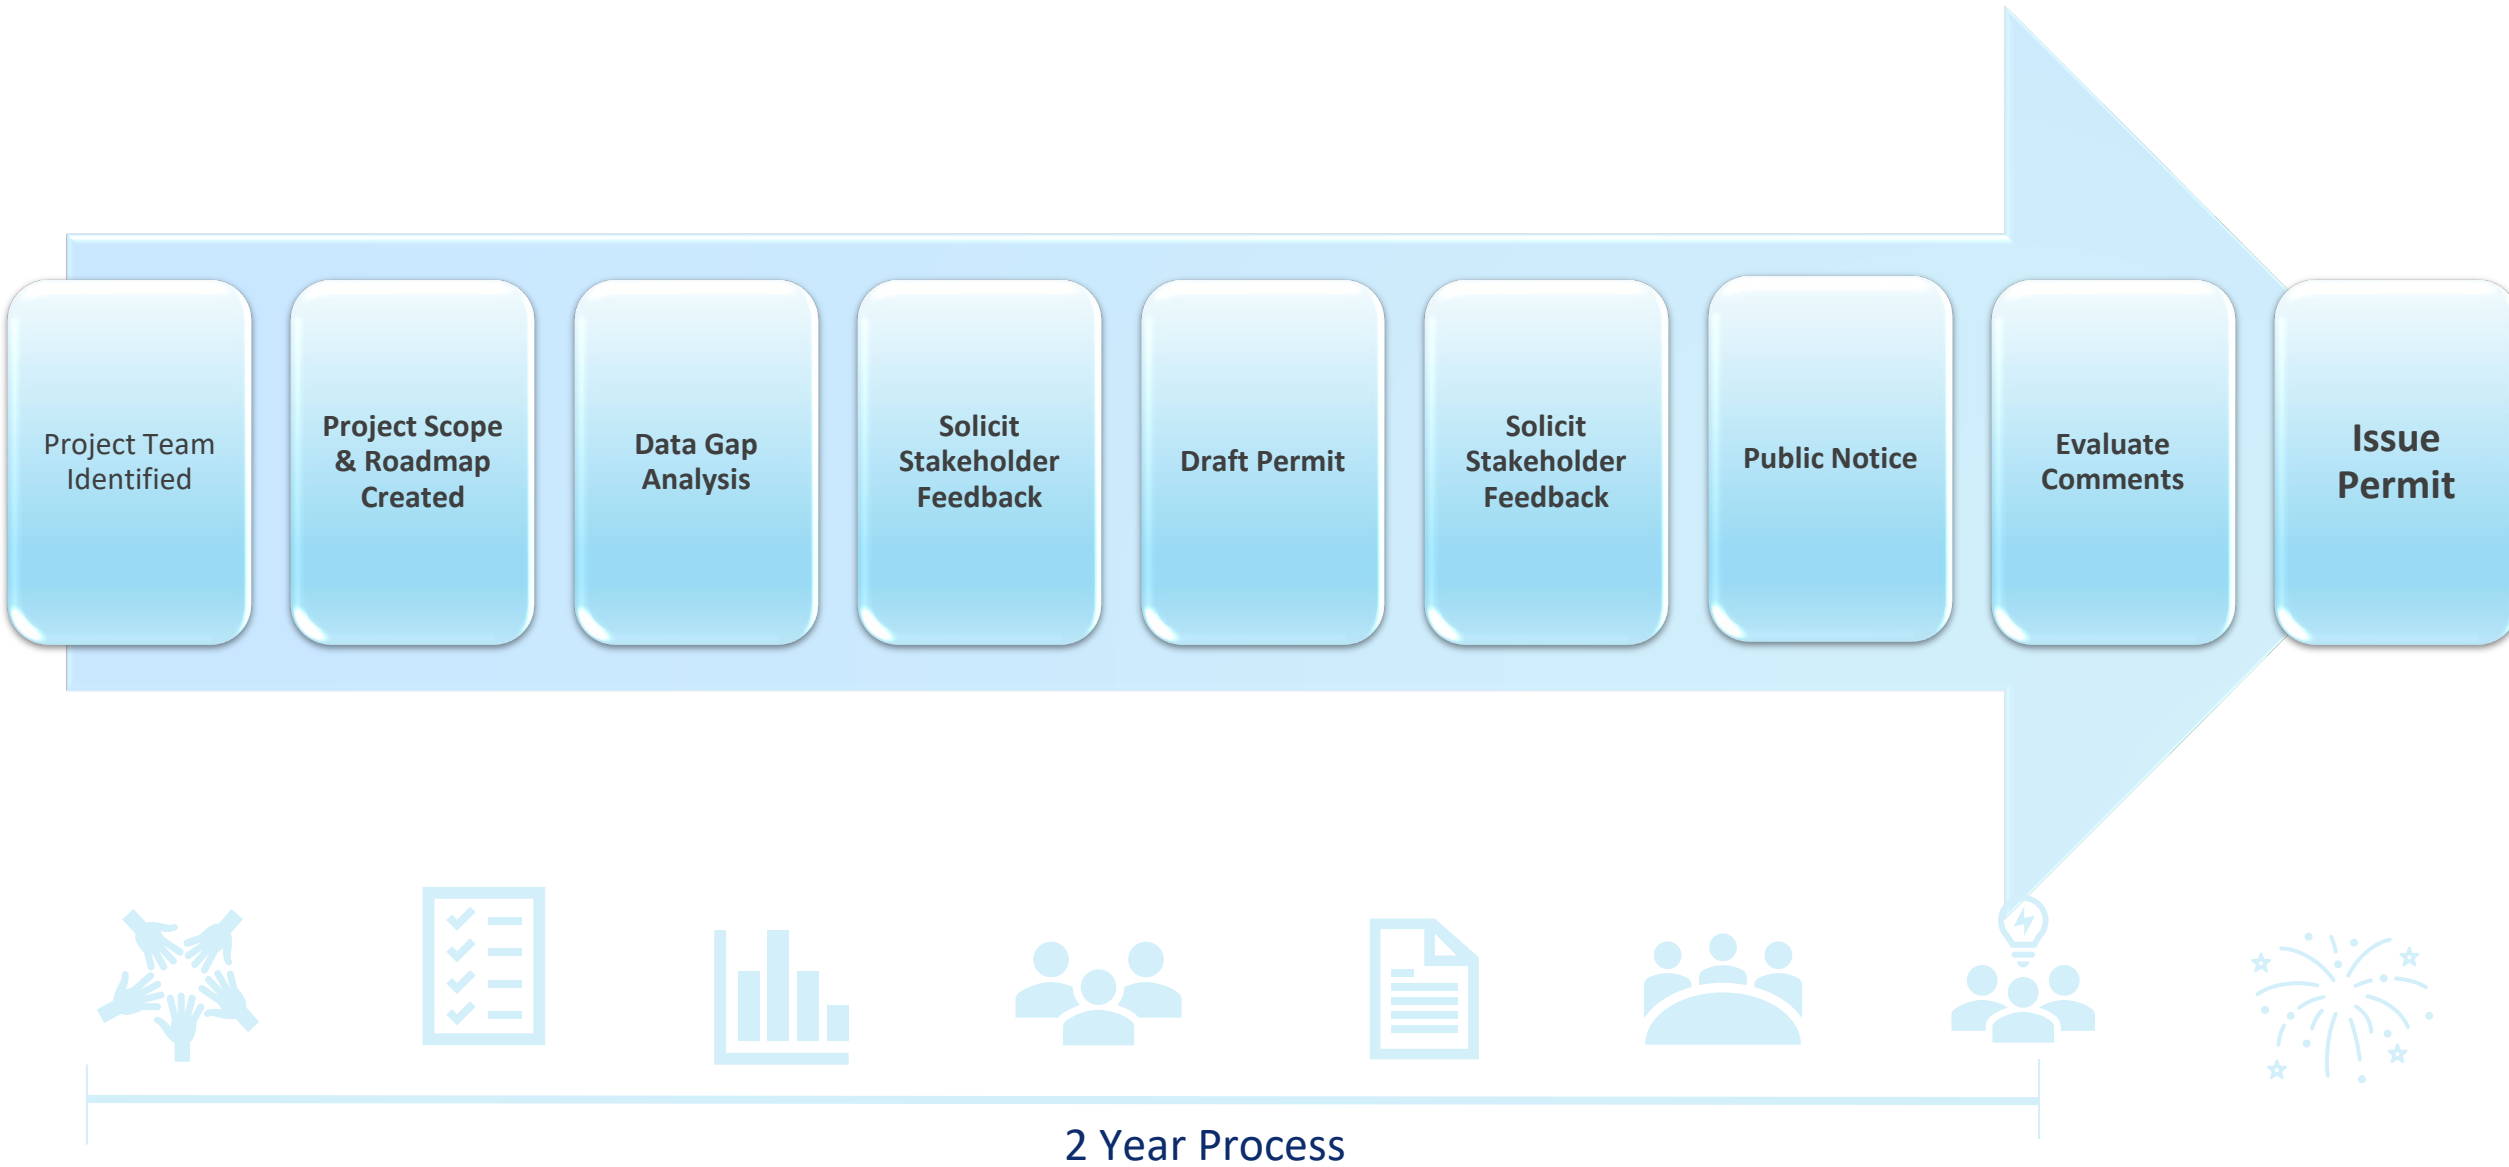 Project Team
Identified
Project Scope
& Roadmap
Created
Data Gap
Analysis
Solicit
Stakeholder
Feedback
Draft Permit
Solicit
Stakeholder
Feedback
Public Notice
Evaluate
Comments
Issue
Permit
2 Year Process